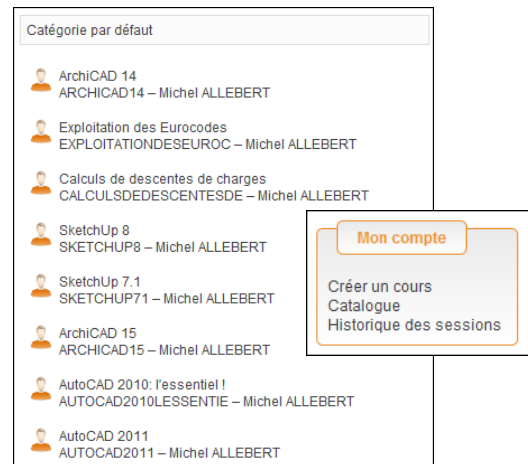 Catégorie par défaut
ArchiCAD 14
ARCHICAD14 – Michel ALLEBERT
Exploitation des Eurocodes
EXPLOITATIONDESEUROC – Michel ALLEBERT
Calculs de descentes de charges
CALCULSDEDESCENTESDE – Michel ALLEBERT
SketchUp 8
SKETCHUP8 – Michel ALLEBERT
SketchUp 7.1
SKETCHUP71 – Michel ALLEBERT
ArchiCAD 15
ARCHICAD15 – Michel ALLEBERT
AutoCAD 2010: l'essentiel !
AUTOCAD2010LESSENTIE – Michel ALLEBERT
AutoCAD 2011
AUTOCAD2011 – Michel ALLEBERT
Mon compte
Créer un cours
Catalogue
Historique des sessions